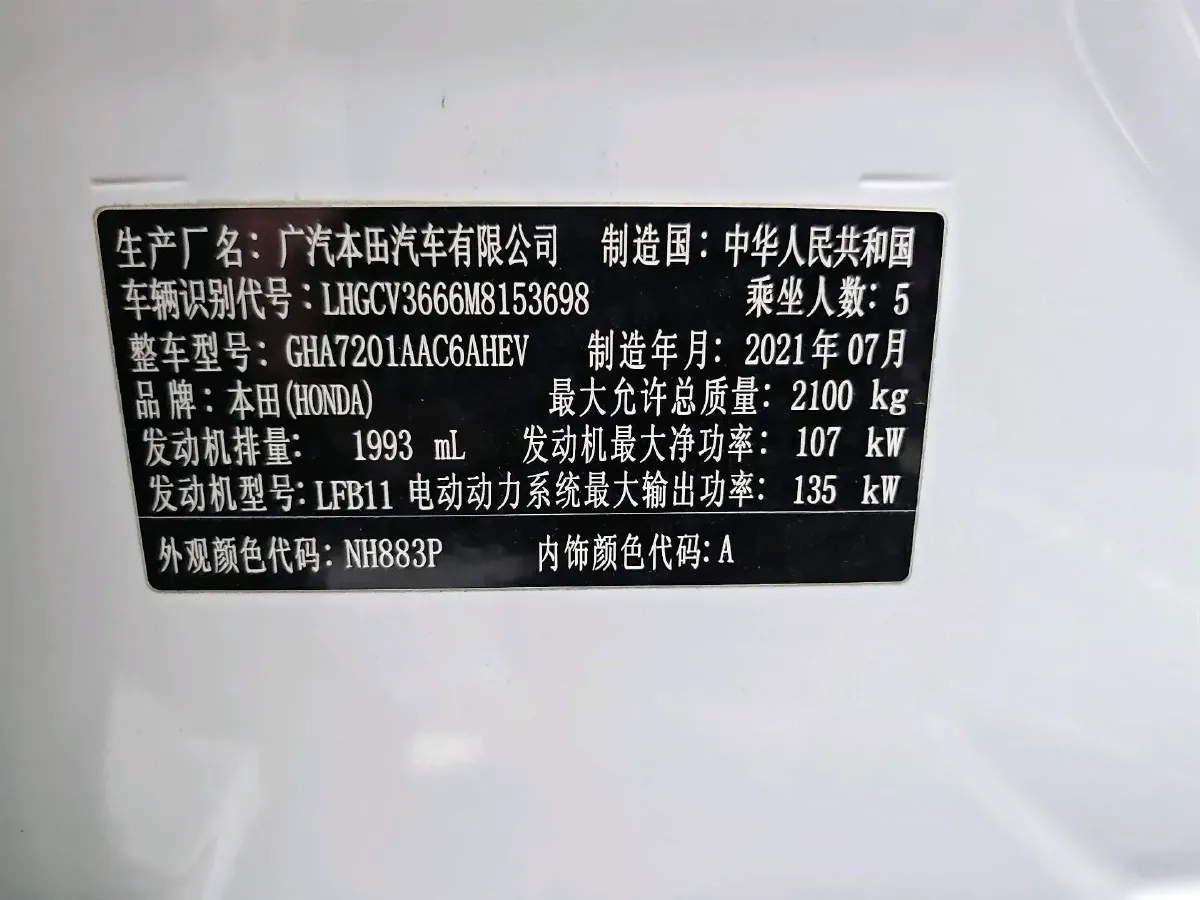 生产厂名：广汽本田汽车有限公司 制造国：中华人民共和国
车辆识别代号：LHGCV3666M8153698 乘坐人数：5
整车型号：GHA7201AAC6AHEV 制造年月：2021年07月
品牌：本田(HONDA) 最大允许总质量：2100 kg
发动机排量： 1993 mL 发动机最大净功率：107 kW
发动机型号：LFB11 电动动力系统最大输出功率：135 kW
外观颜色代码：NH883P 内饰颜色代码：A